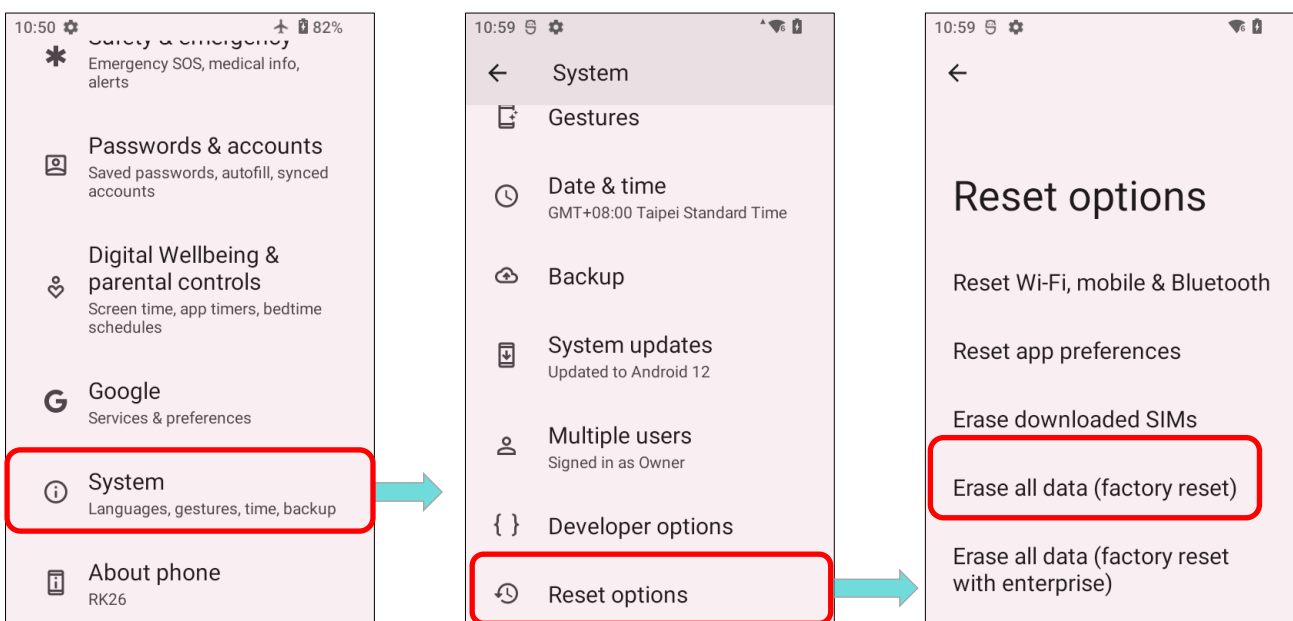 10:50 82%
Safety & emergency
Emergency SOS, medical info,
alerts
Passwords & accounts
Saved passwords, autofill, synced
accounts
Digital Wellbeing &
parental controls
Screen time, app timers, bedtime
schedules
Google
Services & preferences
System
Languages, gestures, time, backup
About phone
RK26
10:59 6
System
Gestures
Date & time
GMT+08:00 Taipei Standard Time
Backup
System updates
Updated to Android 12
Multiple users
Signed in as Owner
{ } Developer options
Reset options
10:59 6
Reset options
Reset Wi-Fi, mobile & Bluetooth
Reset app preferences
Erase downloaded SIMs
Erase all data (factory reset)
Erase all data (factory reset
with enterprise)